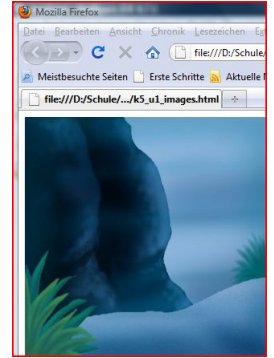 Mozilla Firefox
Datei Bearbeiten Ansicht Chronik Lesezeichen
file:///D:/Schule/
Meistbesuchte Seiten Erste Schritte Aktuelle
file:///D:/Schule/.../k5_u1_images.html